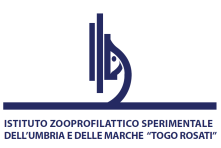 ISTITUTO ZOOPROFILATTICO SPERIMENTALE
DELL'UMBRIA E DELLE MARCHE "TOGO ROSATI"